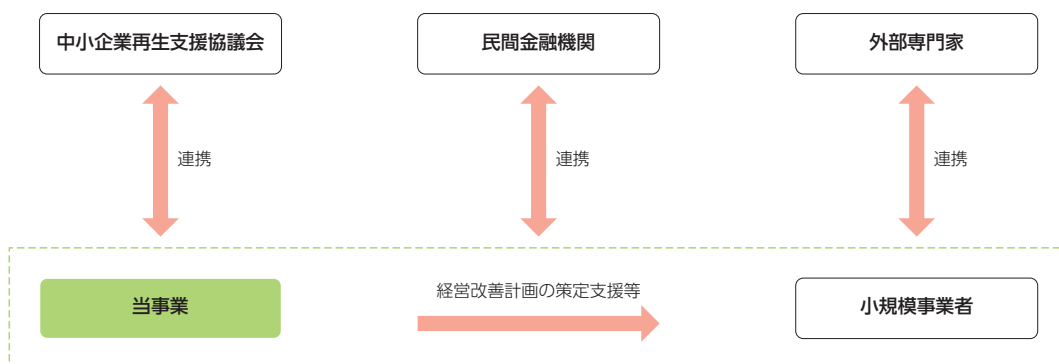 中小企業再生支援協議会
民間金融機関
外部専門家
連携
連携
連携
当事業
経営改善計画の策定支援等
小規模事業者